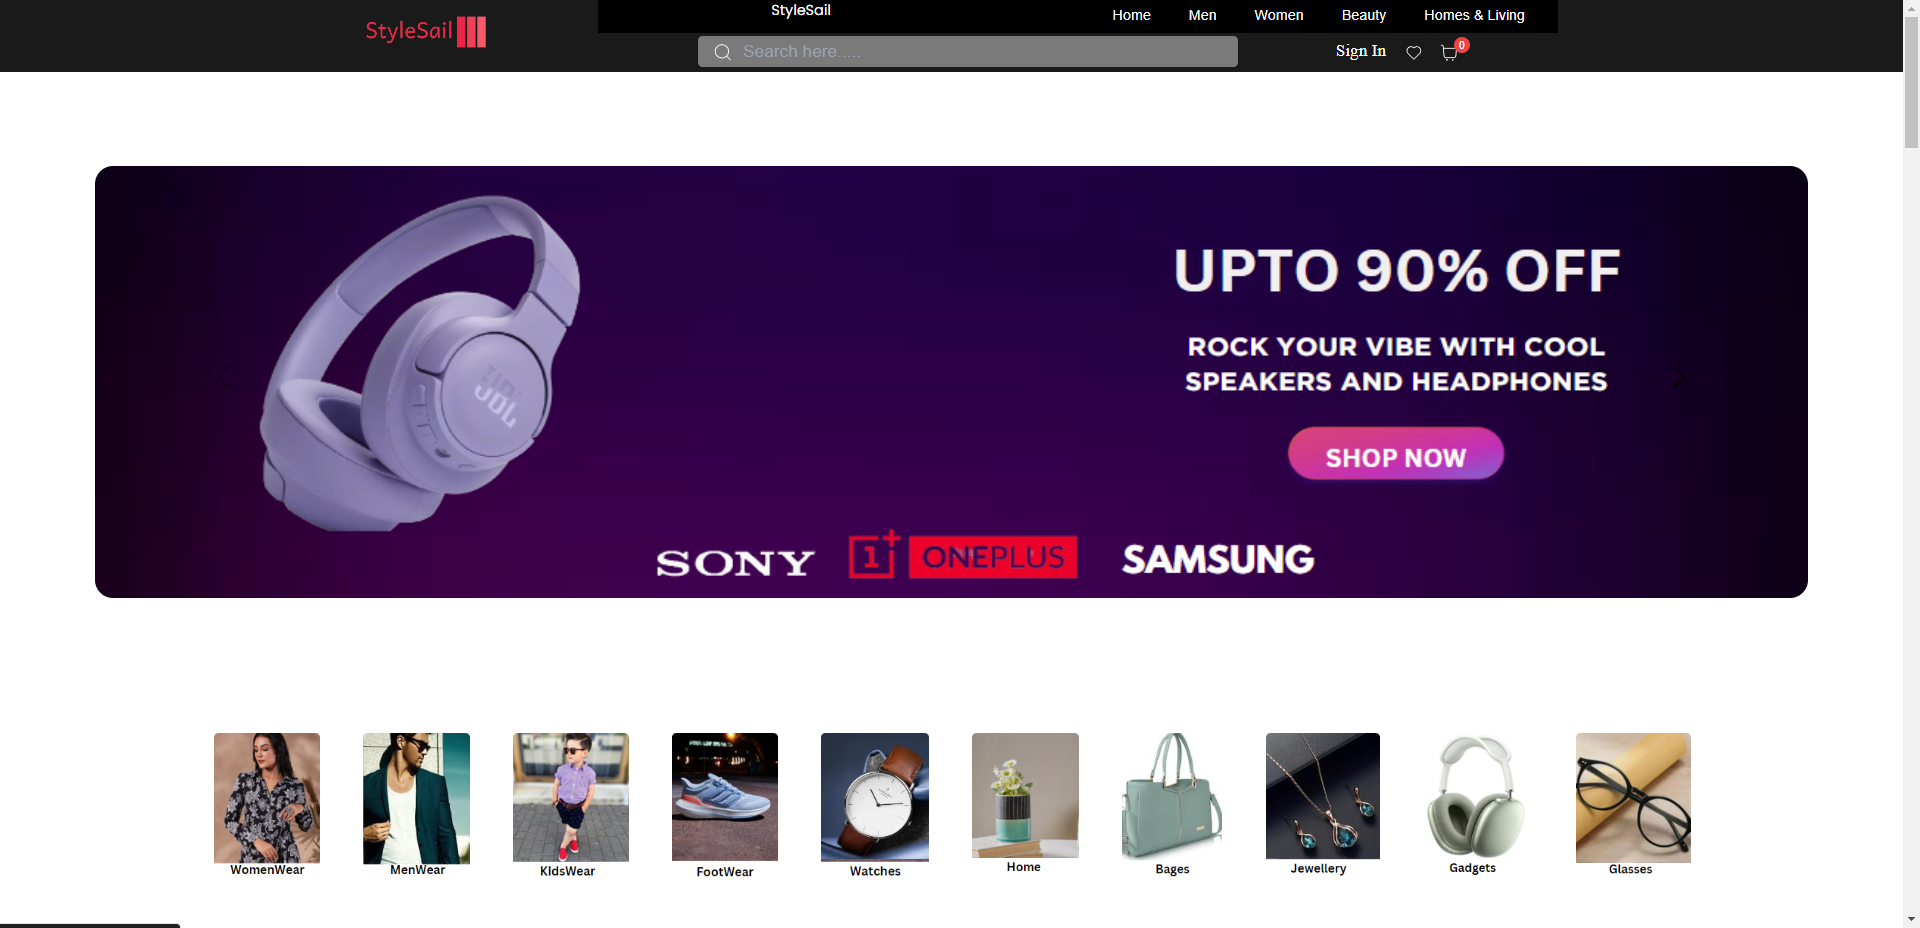 StyleSail
StyleSail
Home Men Women Beauty Homes & Living
Search here.....
Sign In
0
UPTO 90% OFF
ROCK YOUR VIBE WITH COOL
SPEAKERS AND HEADPHONES
SHOP NOW
JBL
SONY
1+ ONEPLUS
SAMSUNG
WomenWear
MenWear
KIdsWear
FootWear
Watches
Home
Bages
Jewellery
Gadgets
Glasses